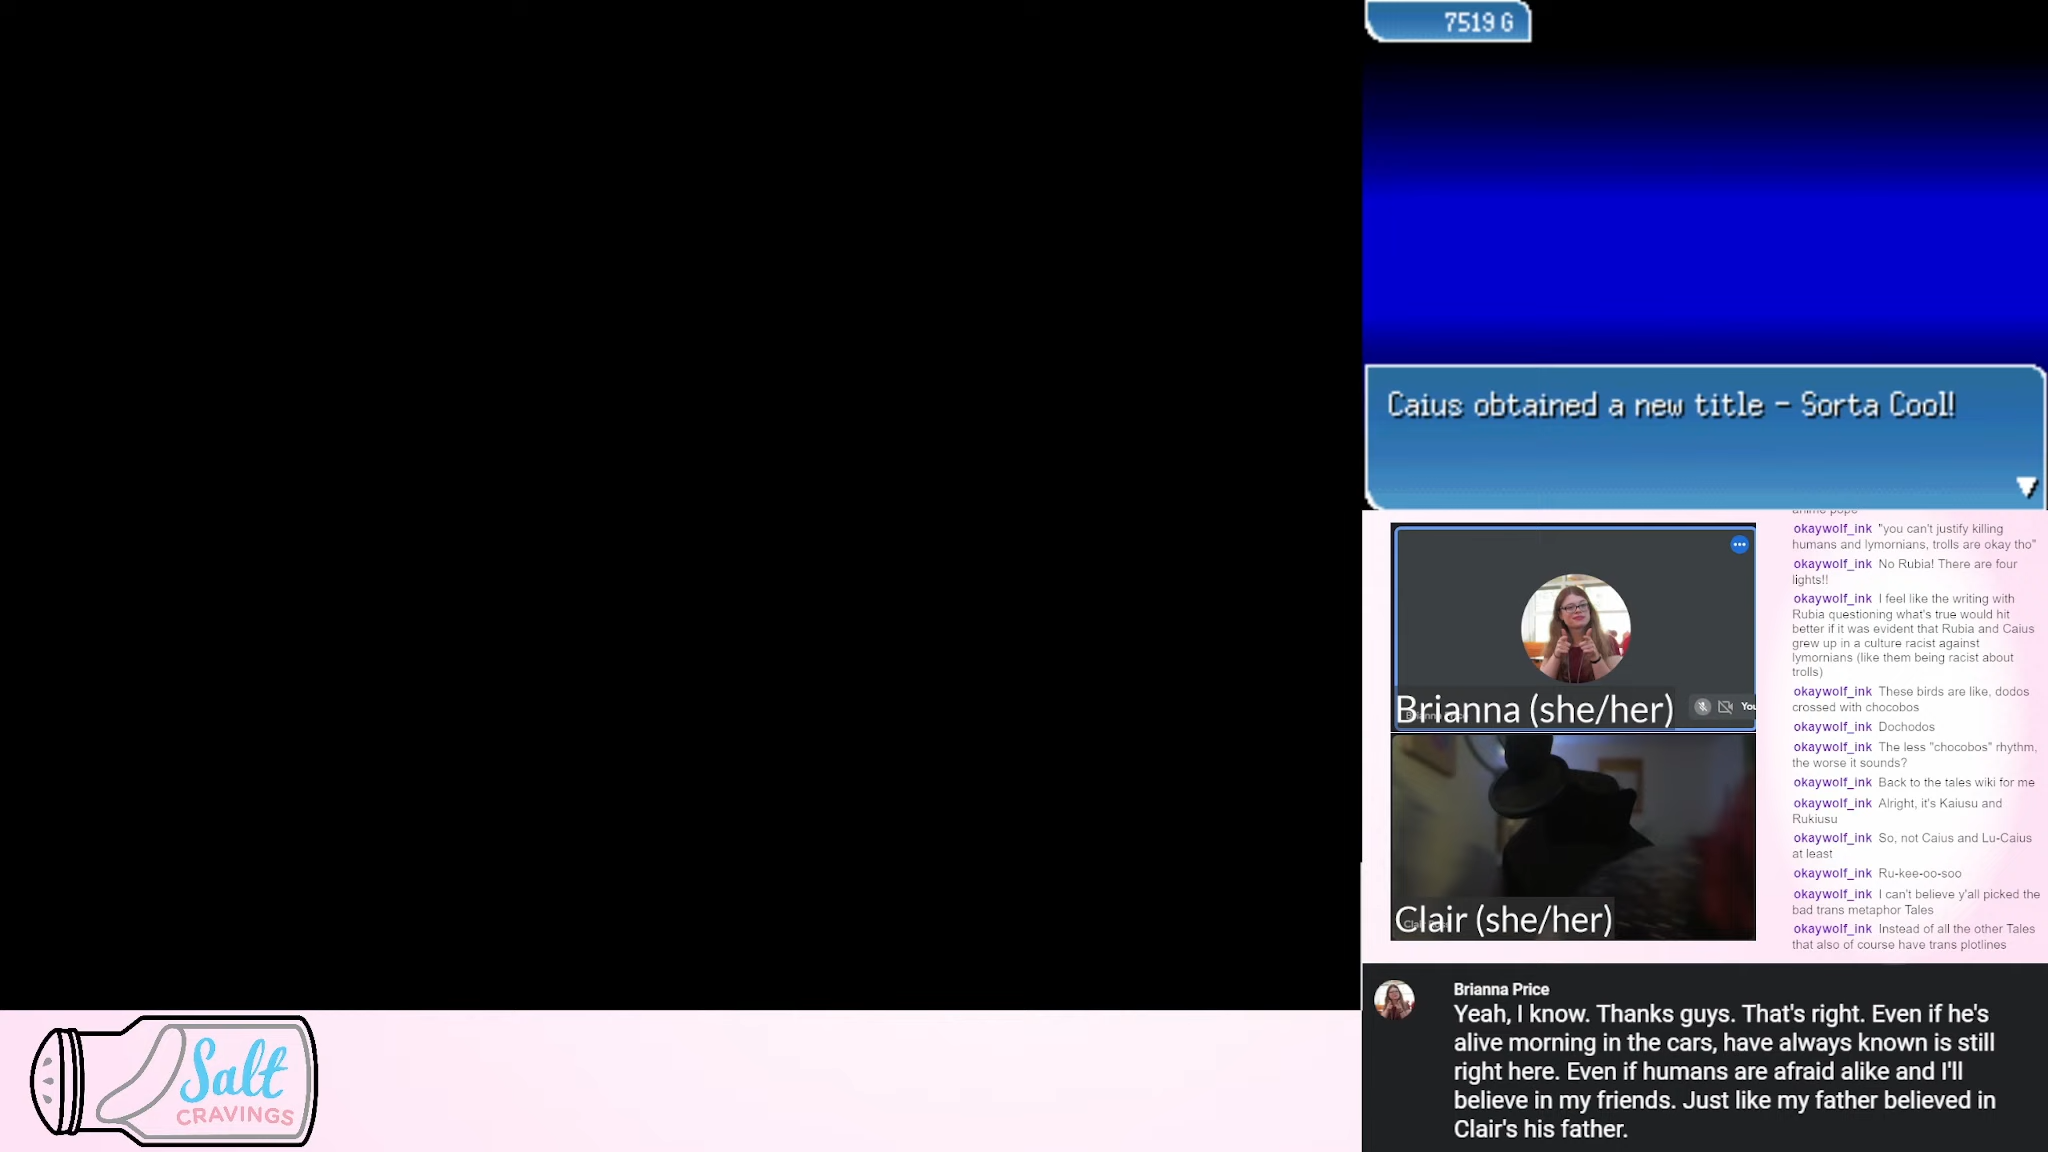 7519 G
Caius obtained a new title - Sorta Cool!
okaywolf_ink "you can't justify killing
humans and lymornians, trolls are okay tho"
okaywolf_ink No Rubia! There are four
lights!!
okaywolf_ink I feel like the writing with
Rubia questioning what's true would hit
better if it was evident that Rubia and Caius
grew up in a culture racist against
lymornians (like them being racist about
trolls)
okaywolf_ink These birds are like, dodos
crossed with chocobos
okaywolf_ink Dochodos
okaywolf_ink The less "chocobos" rhythm,
the worse it sounds?
okaywolf_ink Back to the tales wiki for me
okaywolf_ink Alright, it's Kaiusu and
Rukiusu
okaywolf_ink So, not Caius and Lu-Caius
at least
okaywolf_ink Ru-kee-oo-soo
okaywolf_ink I can't believe y'all picked the
bad trans metaphor Tales
okaywolf_ink Instead of all the other Tales
that also of course have trans plotlines
Brianna (she/her)
You
Clair (she/her)
Brianna Price
Yeah, I know. Thanks guys. That's right. Even if he's
alive morning in the cars, have always known is still
right here. Even if humans are afraid alike and I'll
believe in my friends. Just like my father believed in
Clair's his father.
Salt
CRAVINGS